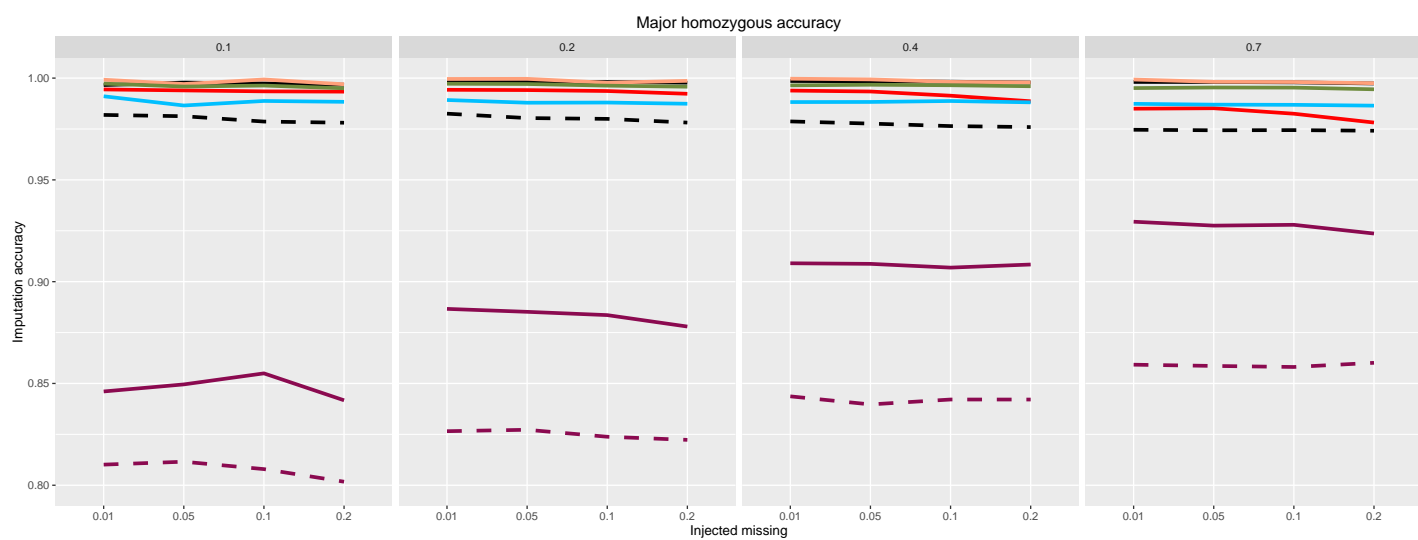 Major homozygous accuracy
0.1 0.2 0.4 0.7
1.00
0.95
0.90
0.85
0.80
Imputation accuracy
0.01 0.05 0.1 0.2 0.01 0.05 0.1 0.2 0.01 0.05 0.1 0.2 0.01 0.05 0.1 0.2
Injected missing